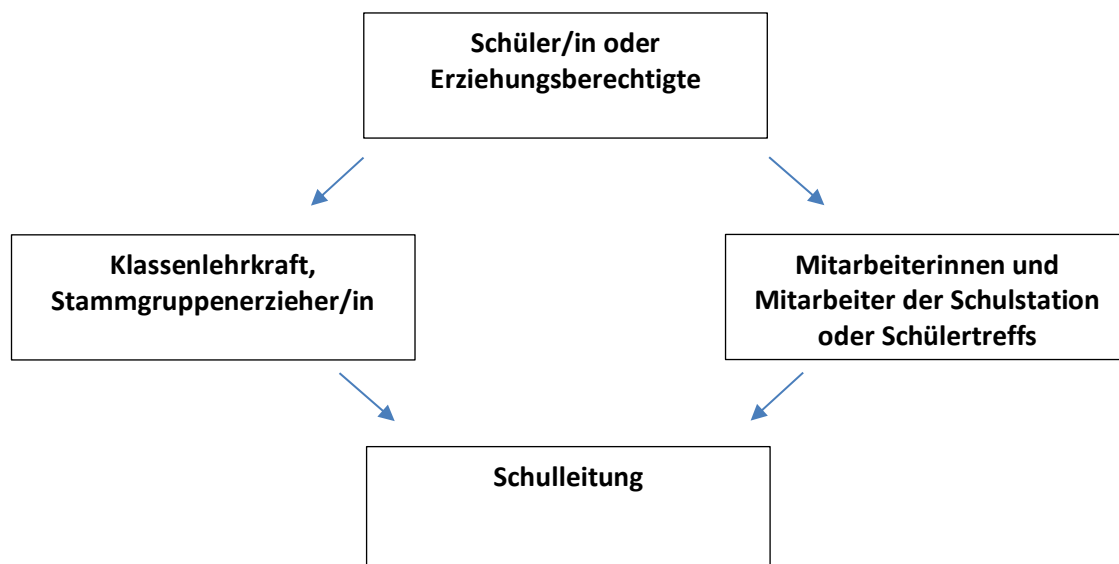 Schüler/in oder
Erziehungsberechtigte
Klassenlehrkraft,
Stammgruppenerzieher/in
Mitarbeiterinnen und
Mitarbeiter der Schulstation
oder Schülertreffs
Schulleitung